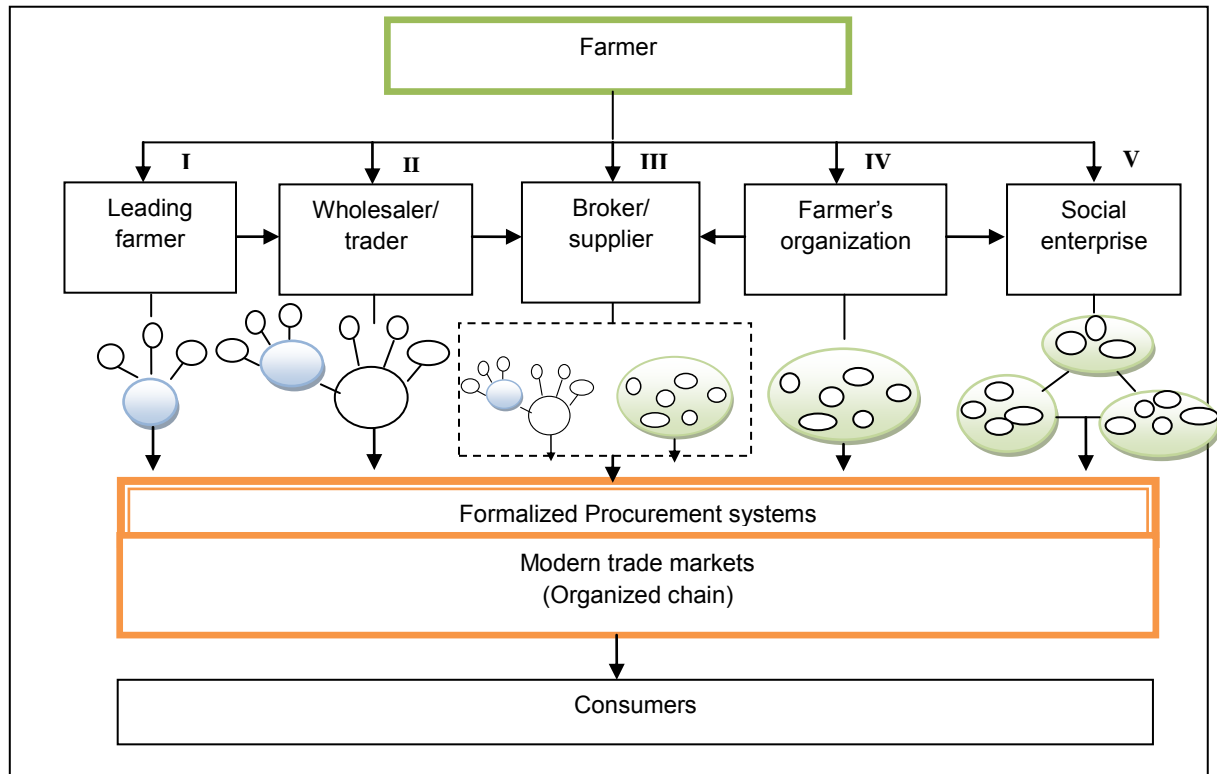 Farmer
I
II
III
IV
V
Leading
farmer
Wholesaler/
trader
Broker/
supplier
Farmer’s
organization
Social
enterprise
Formalized Procurement systems
Modern trade markets
(Organized chain)
Consumers